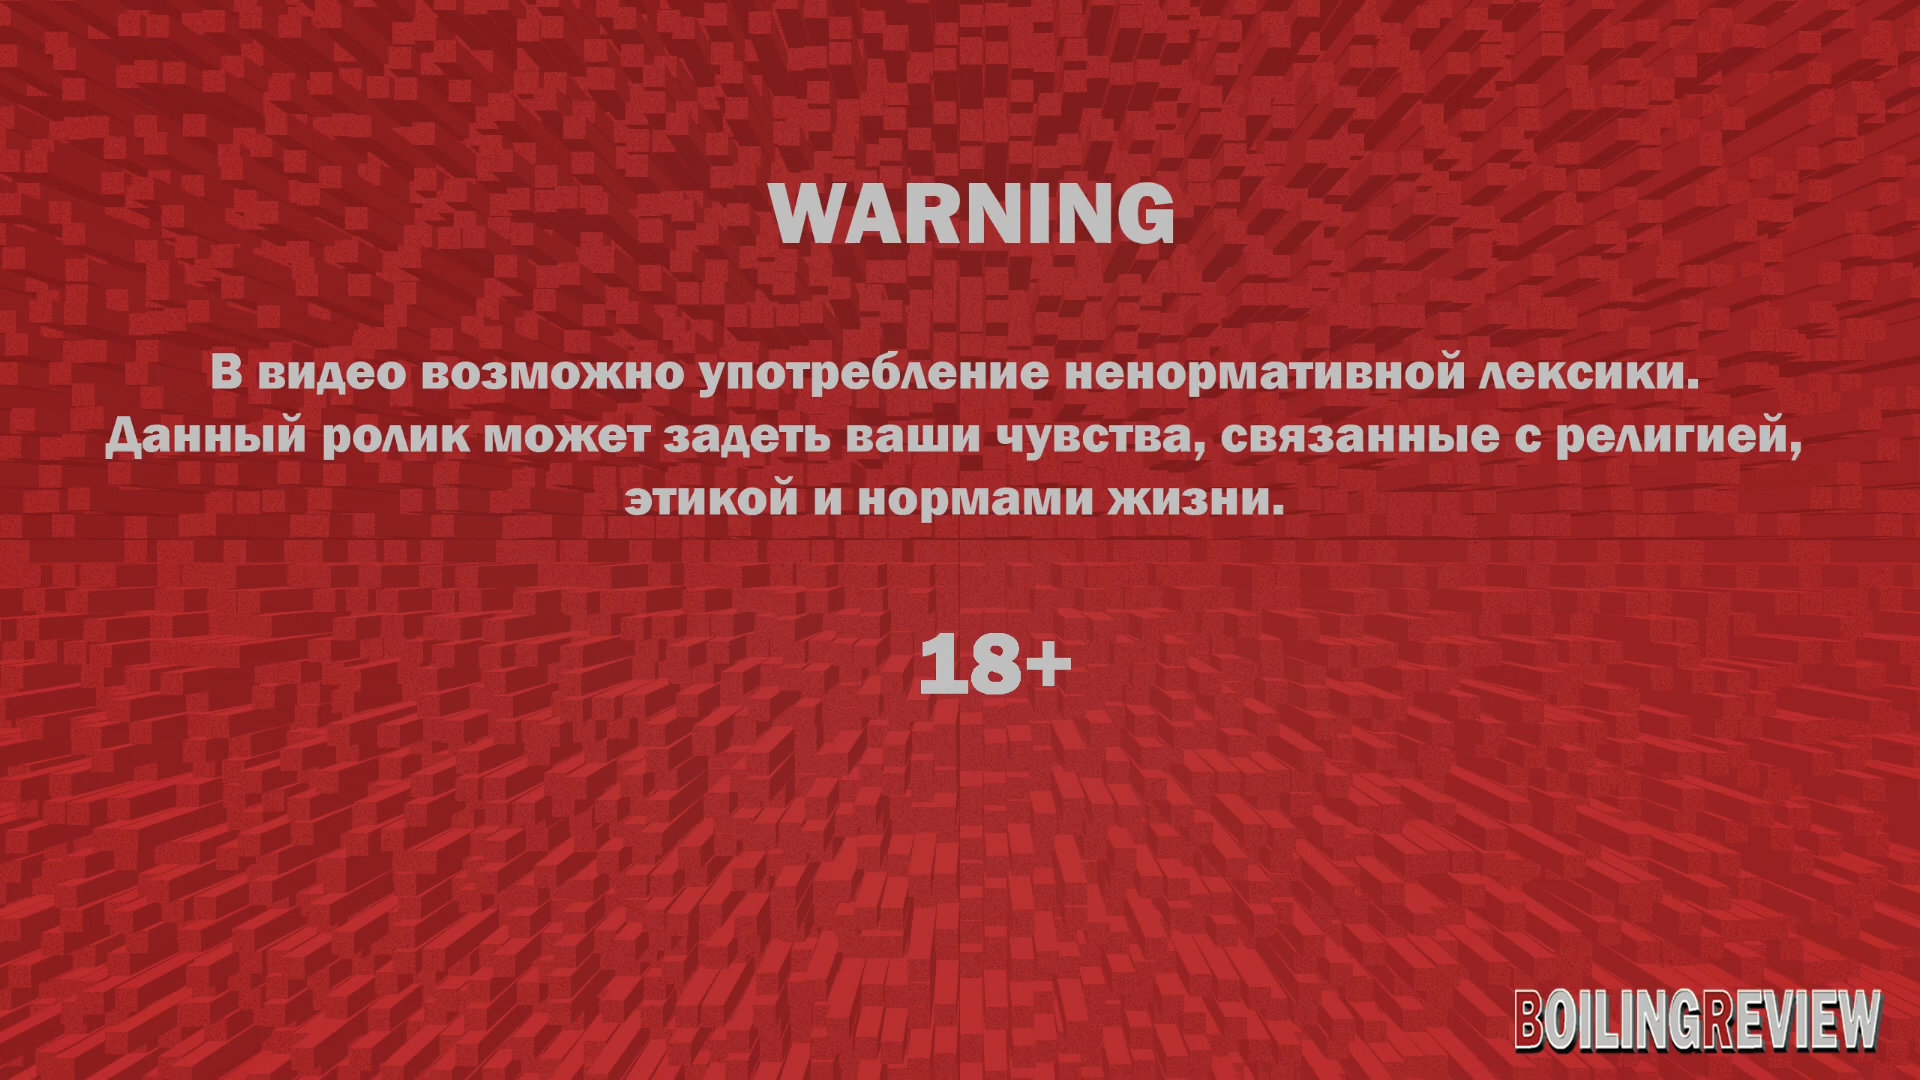 WARNING
В видео возможно употребление ненормативной лексики.
Данный ролик может задеть ваши чувства, связанные с религией,
этикой и нормами жизни.
18+
BOILINGREVIEW